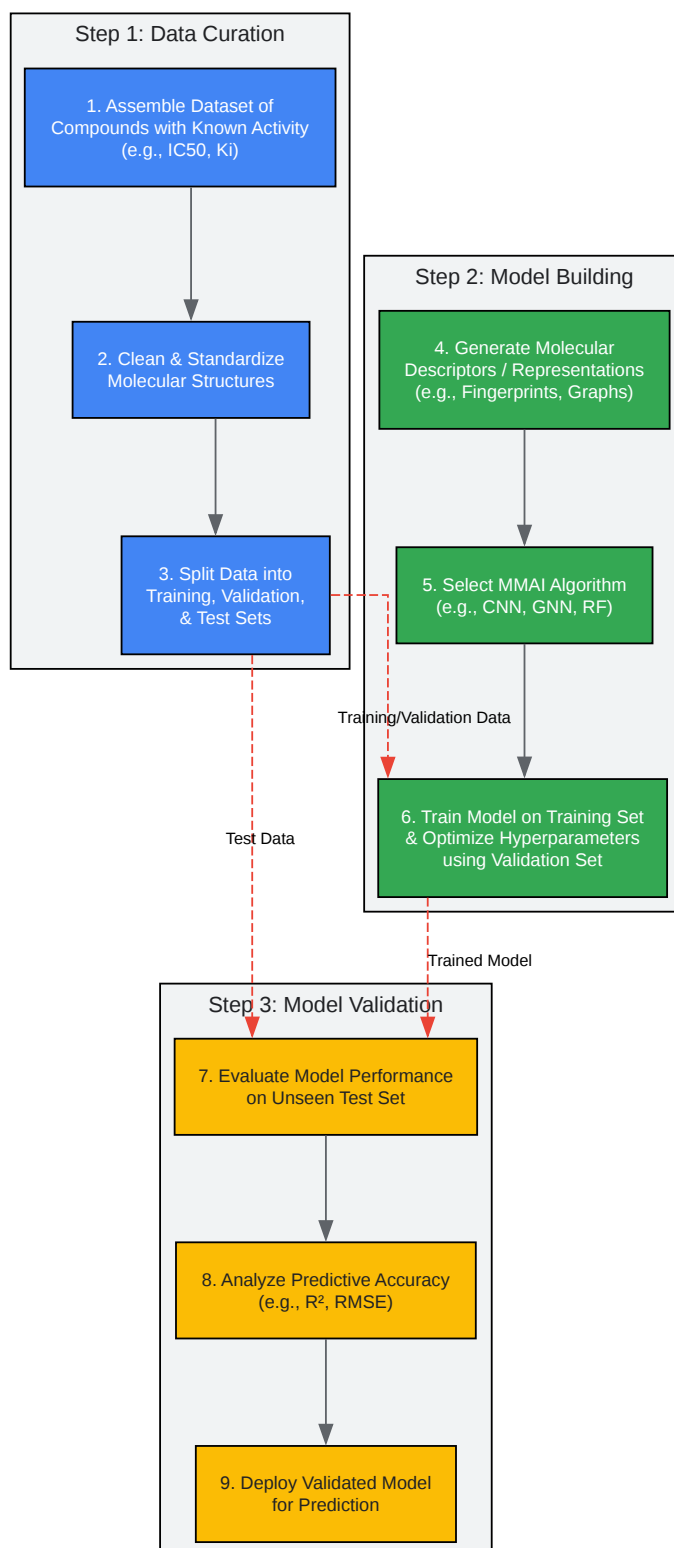 Step 1: Data Curation
1. Assemble Dataset of
Compounds with Known Activity
(e.g., IC50, Ki)
2. Clean & Standardize
Molecular Structures
3. Split Data into
Training, Validation,
& Test Sets
Step 2: Model Building
4. Generate Molecular
Descriptors / Representations
(e.g., Fingerprints, Graphs)
5. Select MMAI Algorithm
(e.g., CNN, GNN, RF)
Training/Validation Data
6. Train Model on Training Set
& Optimize Hyperparameters
using Validation Set
Test Data
Trained Model
Step 3: Model Validation
7. Evaluate Model Performance
on Unseen Test Set
8. Analyze Predictive Accuracy
(e.g., R², RMSE)
9. Deploy Validated Model
for Prediction